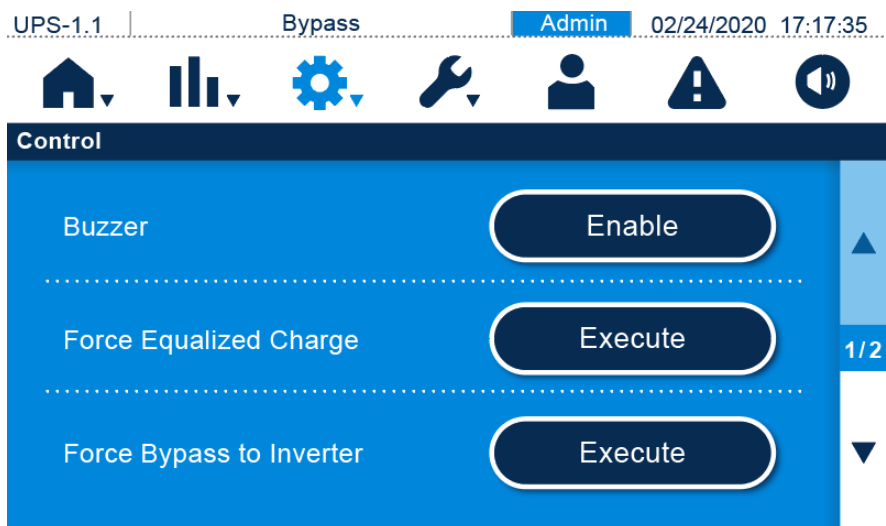 UPS-1.1 Bypass Admin 02/24/2020 17:17:35
Control
Buzzer Enable
Force Equalized Charge Execute
1/2
Force Bypass to Inverter Execute